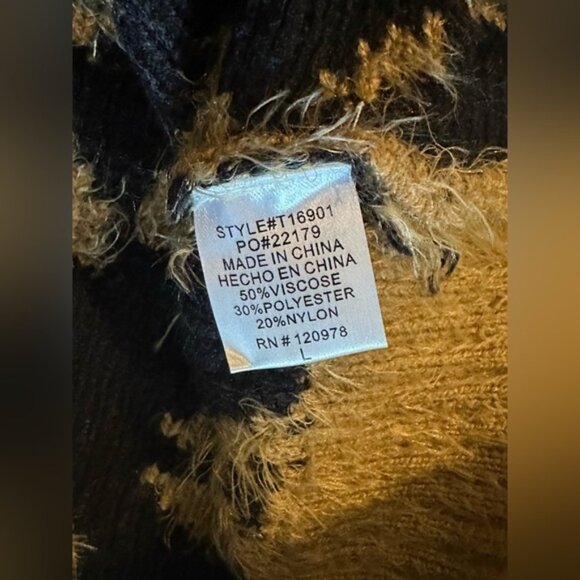 STYLE#T16901
PO#22179
MADE IN CHINA
HECHO EN CHINA
50%VISCOSE
30%POLYESTER
20%NYLON
RN # 120978
L